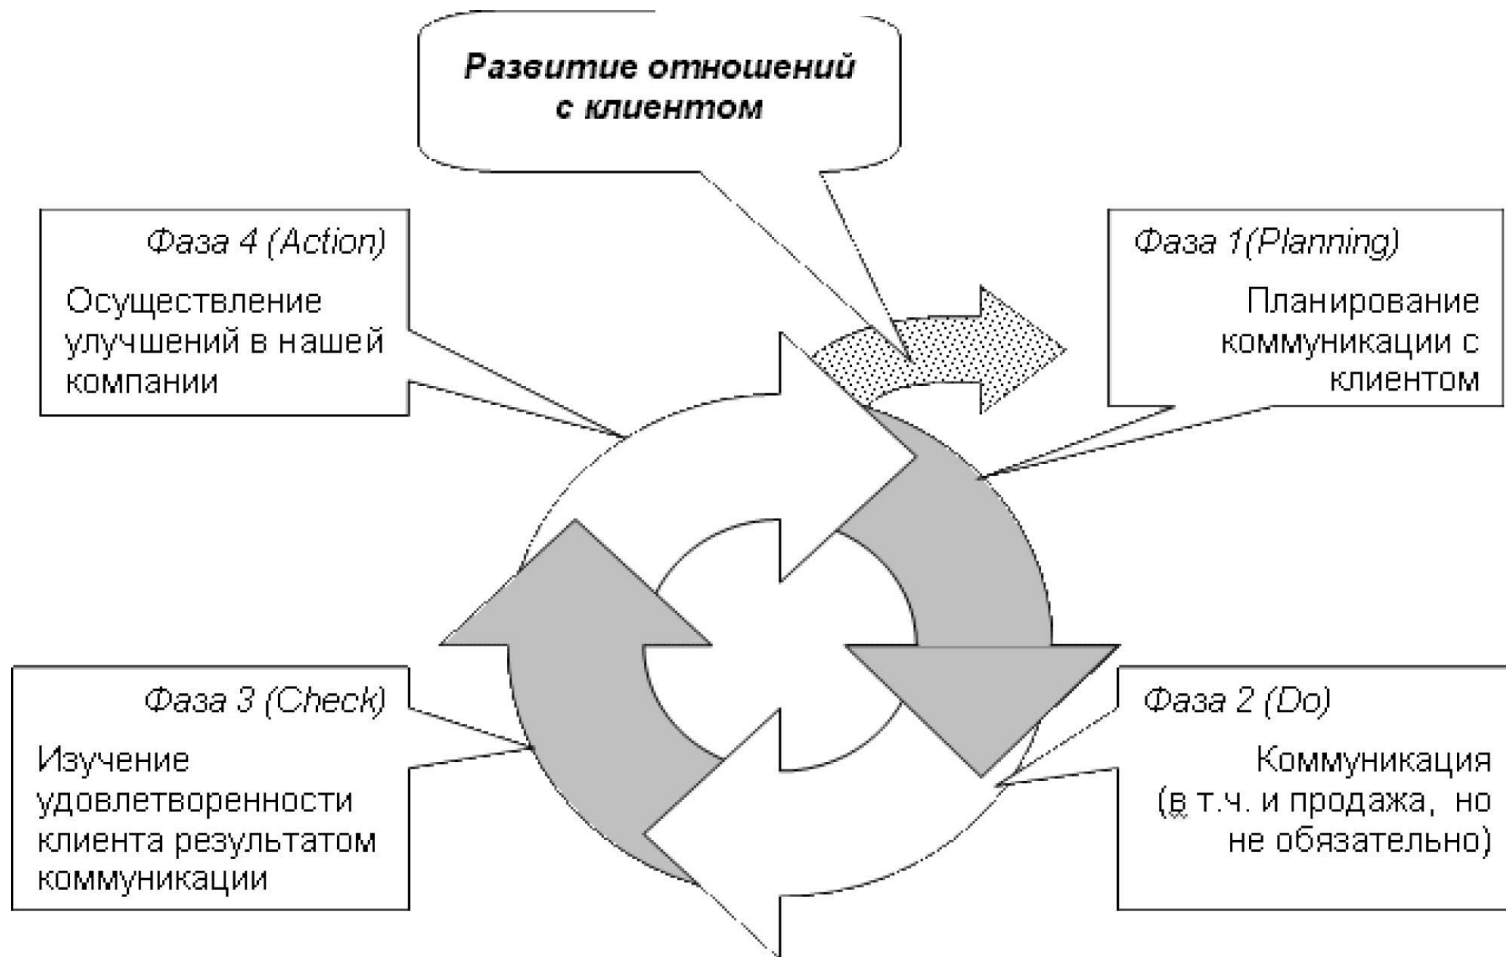 Развитие отношений
с клиентом
Фаза 4 (Action)
Осуществление
улучшений в нашей
компании
Фаза 1(Planning)
Планирование
коммуникации с
клиентом
Фаза 3 (Check)
Изучение
удовлетворенности
клиента результатом
коммуникации
Фаза 2 (Do)
Коммуникация
(в т.ч. и продажа, но
не обязательно)